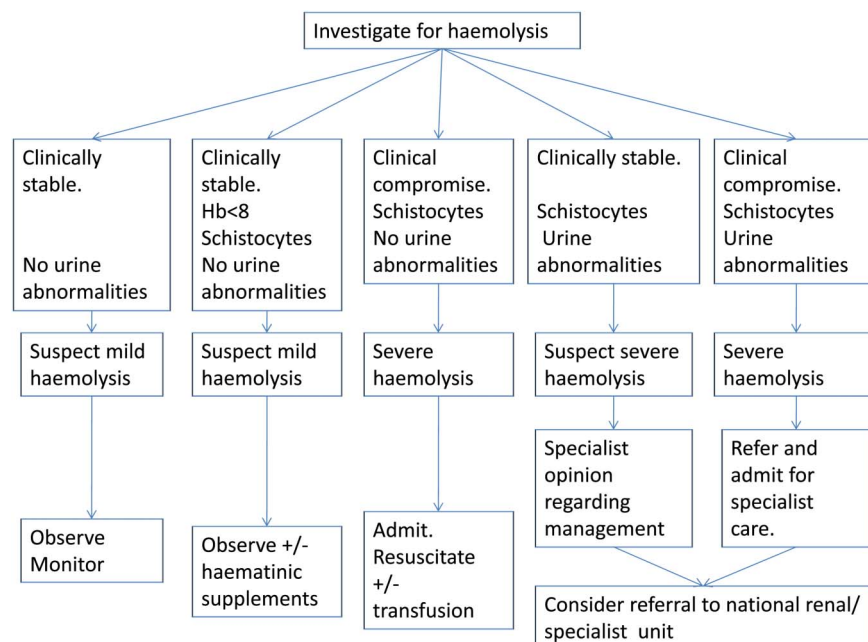 Investigate for haemolysis
Clinically
stable.
No urine
abnormalities
Clinically
stable.
Hb<8
Schistocytes
No urine
abnormalities
Clinical
compromise.
Schistocytes
No urine
abnormalities
Clinically stable.
Schistocytes
Urine
abnormalities
Clinical
compromise.
Schistocytes
Urine
abnormalities
Suspect mild
haemolysis
Suspect mild
haemolysis
Severe
haemolysis
Suspect severe
haemolysis
Severe
haemolysis
Observe
Monitor
Observe +/-
haematinic
supplements
Admit.
Resuscitate
+/-
transfusion
Specialist
opinion
regarding
management
Refer and
admit for
specialist
care.
Consider referral to national renal/
specialist unit